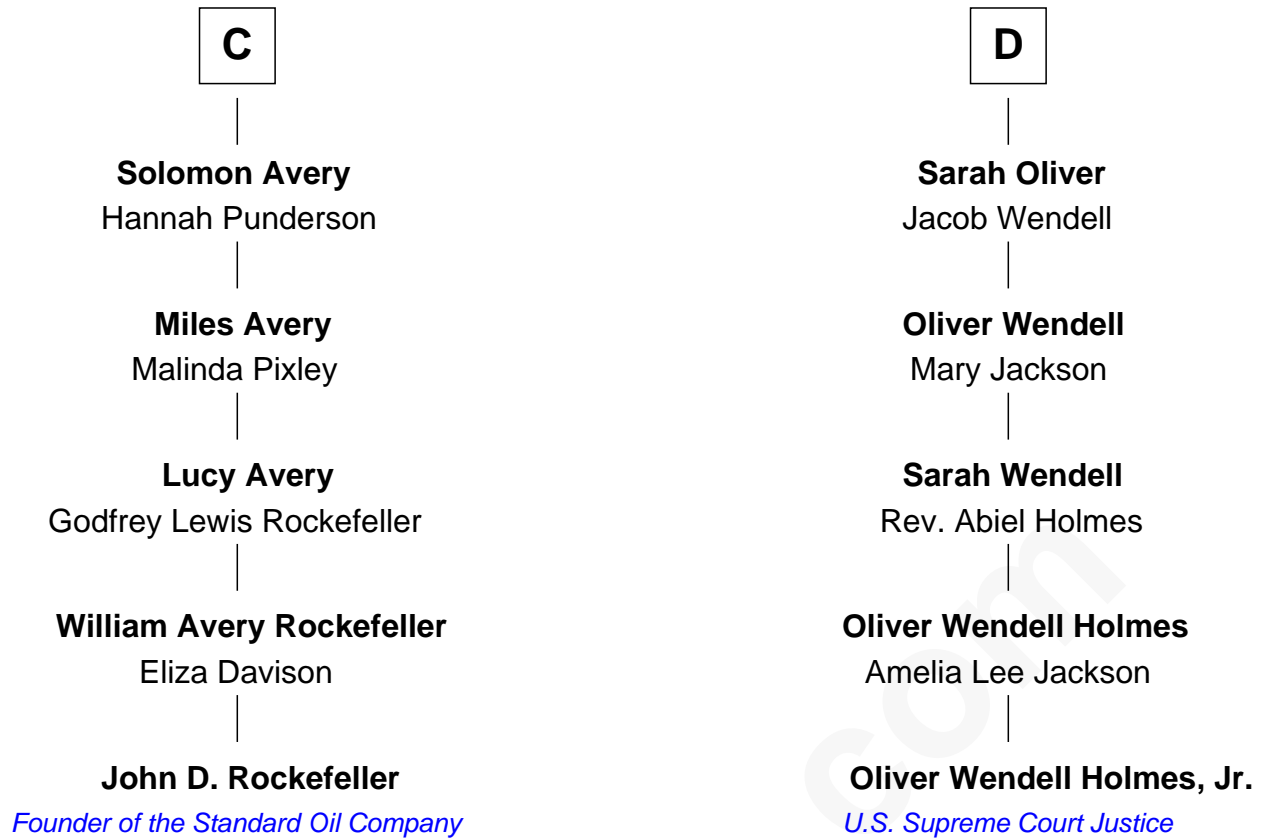 C
Solomon Avery
Hannah Punderson
Miles Avery
Malinda Pixley
Lucy Avery
Godfrey Lewis Rockefeller
William Avery Rockefeller
Eliza Davison
John D. Rockefeller
Founder of the Standard Oil Company
D
Sarah Oliver
Jacob Wendell
Oliver Wendell
Mary Jackson
Sarah Wendell
Rev. Abiel Holmes
Oliver Wendell Holmes
Amelia Lee Jackson
Oliver Wendell Holmes, Jr.
U.S. Supreme Court Justice
com